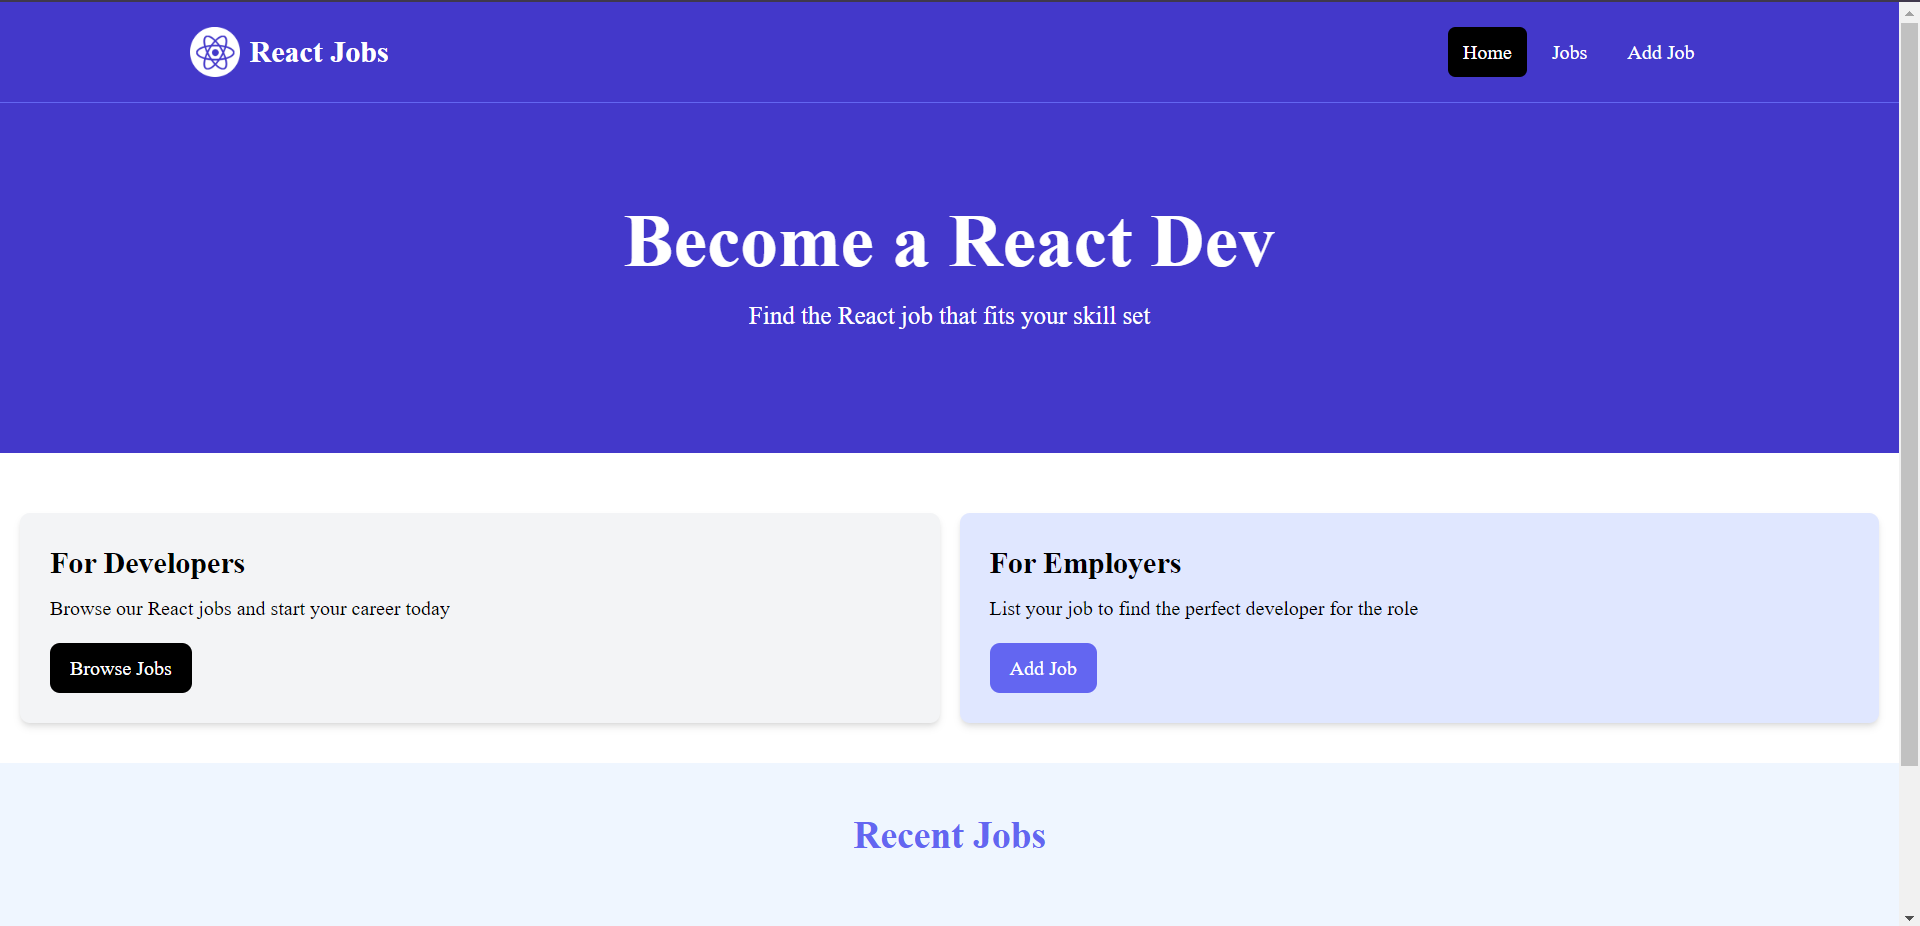 React Jobs
Home Jobs Add Job
Become a React Dev
Find the React job that fits your skill set
For Developers
Browse our React jobs and start your career today
Browse Jobs
For Employers
List your job to find the perfect developer for the role
Add Job
Recent Jobs